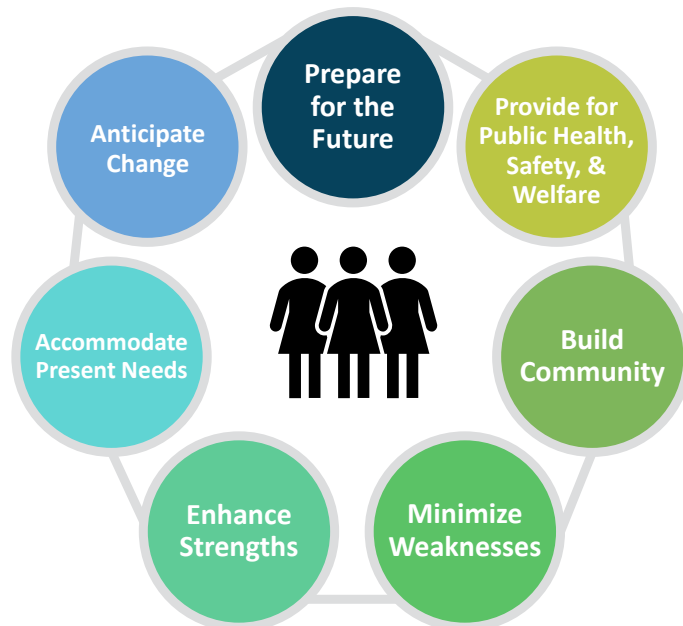 Prepare
for the
Future
Provide for
Public Health,
Safety, &
Welfare
Build
Community
Minimize
Weaknesses
Enhance
Strengths
Accommodate
Present Needs
Anticipate
Change